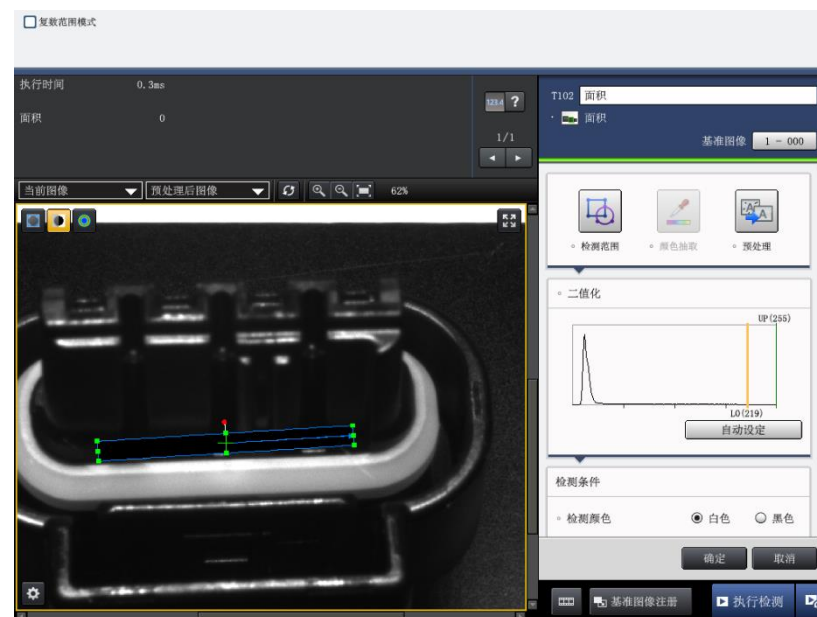 复数范围模式
执行时间 0.3ms
面积 0
123.4 ?
1/1
当前图像 预处理后图像 62%
T102 面积
· 面积
基准图像 1 - 000
检测范围 颜色抽取 预处理
二值化
UP(255)
LO(219)
自动设定
检测条件
检测颜色 白色 黑色
确定 取消
基准图像注册 执行检测